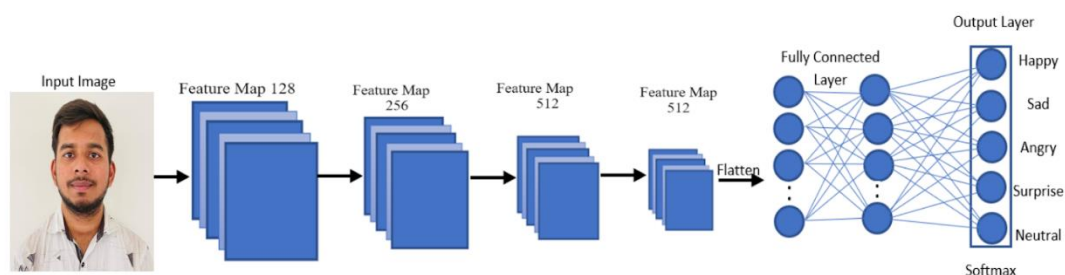 Input Image
Feature Map 128
Feature Map
256
Feature Map
512
Feature Map
512
Flatten
Fully Connected
Layer
Output Layer
Happy
Sad
Angry
Surprise
Neutral
Softmax